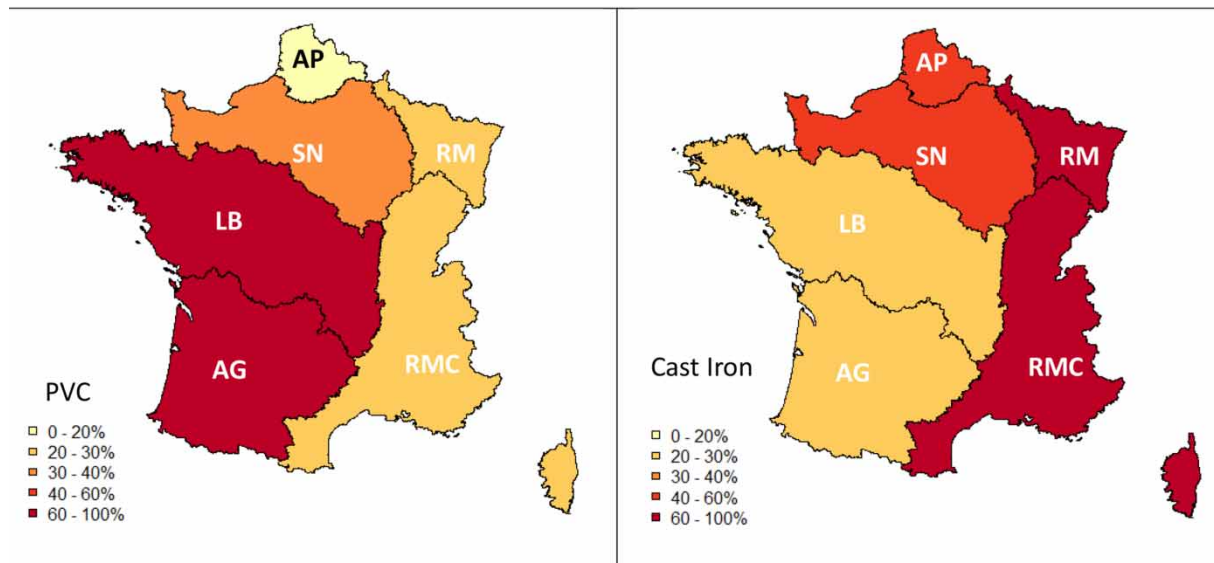 AP
SN
RM
LB
AG
RMC
PVC
0 - 20%
20 - 30%
30 - 40%
40 - 60%
60 - 100%
AP
SN
RM
LB
AG
RMC
Cast Iron
0 - 20%
20 - 30%
30 - 40%
40 - 60%
60 - 100%